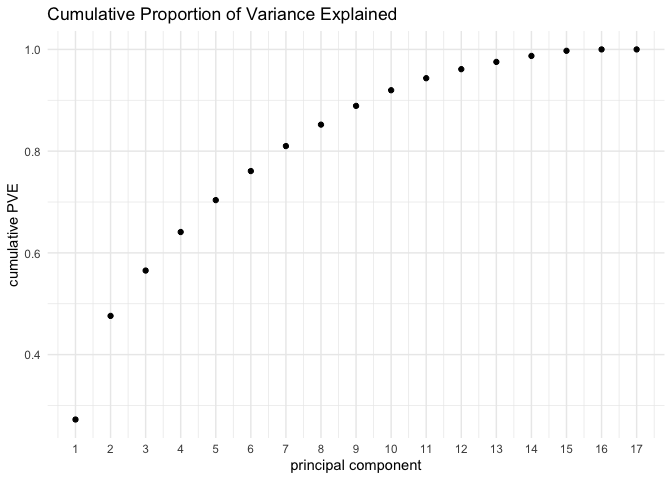 Cumulative Proportion of Variance Explained
1.0
0.8
0.6
0.4
cumulative PVE
1 2 3 4 5 6 7 8 9 10 11 12 13 14 15 16 17
principal component